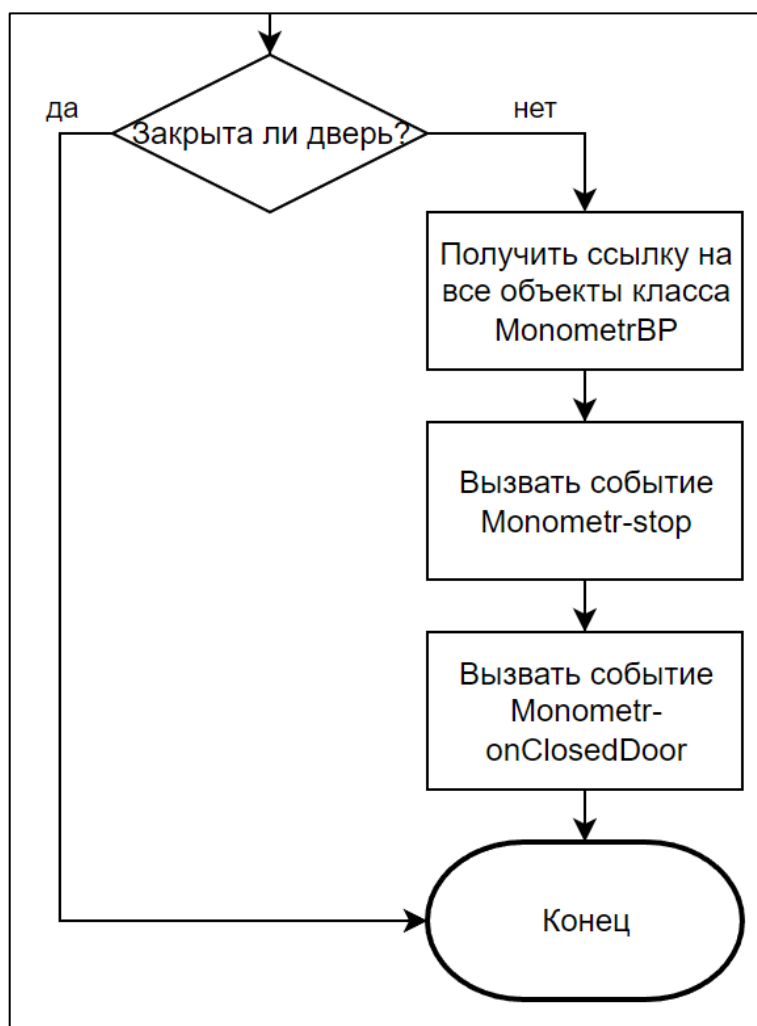 да
Закрыта ли дверь?
нет
Получить ссылку на
все объекты класса
MonometrBP
Вызвать событие
Monometr-stop
Вызвать событие
Monometr-
onClosedDoor
Конец